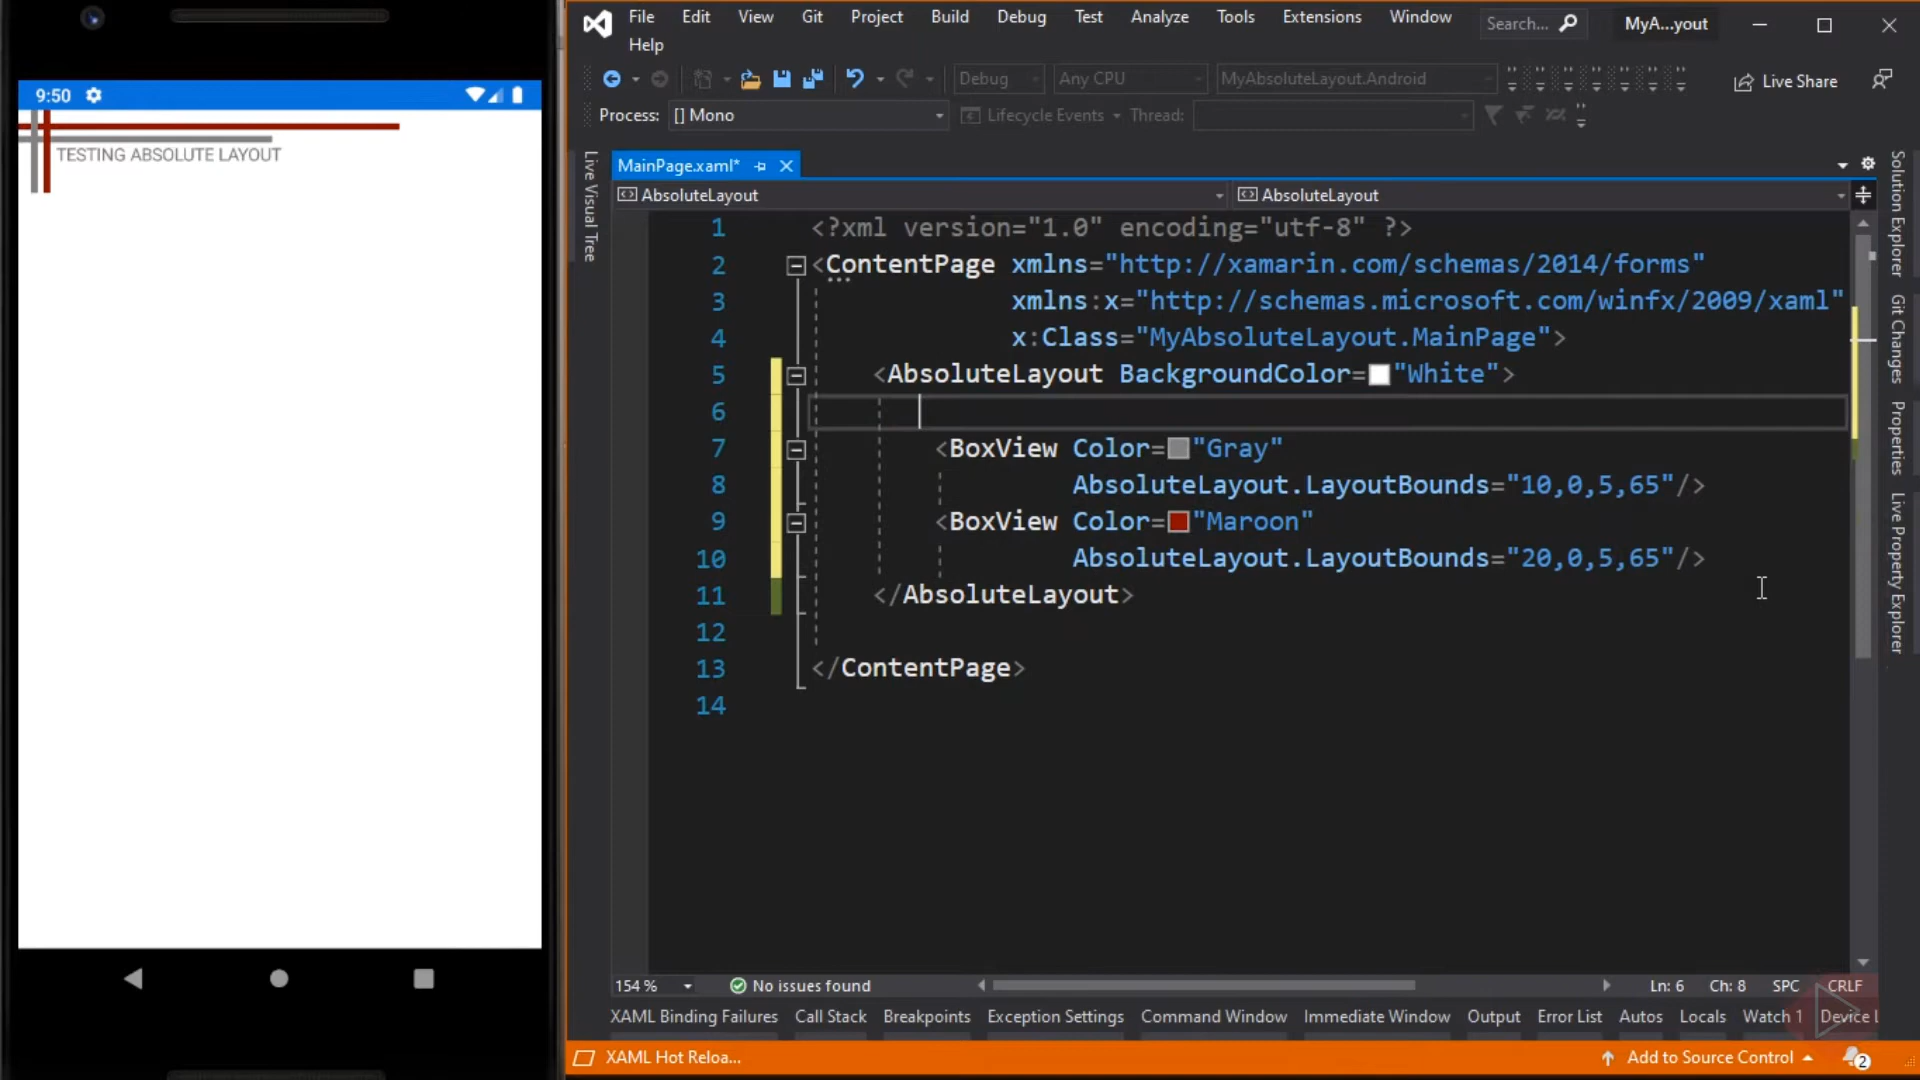 9:50
TESTING ABSOLUTE LAYOUT
File Edit View Git Project Build Debug Test Analyze Tools Extensions Window
Help
Search...
MyA...yout
Debug Any CPU MyAbsoluteLayout.Android
Live Share
Process: [] Mono Lifecycle Events Thread:
Live Visual Tree
MainPage.xaml*
AbsoluteLayout AbsoluteLayout
1 <?xml version="1.0" encoding="utf-8" ?>
2 <ContentPage xmlns="http://xamarin.com/schemas/2014/forms"
3 xmlns:x="http://schemas.microsoft.com/winfx/2009/xaml"
4 x:Class="MyAbsoluteLayout.MainPage">
5 <AbsoluteLayout BackgroundColor="White">
6
7 <BoxView Color="Gray"
8 AbsoluteLayout.LayoutBounds="10,0,5,65"/>
9 <BoxView Color="Maroon"
10 AbsoluteLayout.LayoutBounds="20,0,5,65"/>
11 </AbsoluteLayout>
12
13 </ContentPage>
14
Solution Explorer
Git Changes
Properties
Live Property Explorer
154 % No issues found Ln: 6 Ch: 8 SPC CRLF
XAML Binding Failures Call Stack Breakpoints Exception Settings Command Window Immediate Window Output Error List Autos Locals Watch 1 Device L
XAML Hot Reloa... Add to Source Control 2